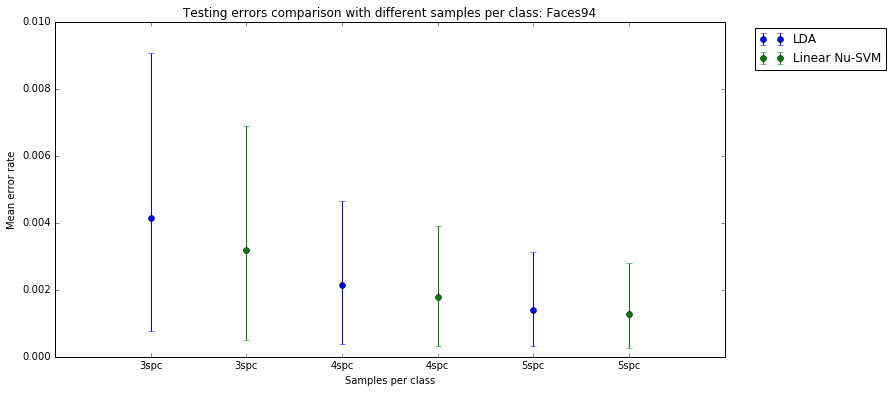 Testing errors comparison with different samples per class: Faces94
0.010
0.008
0.006
0.004
0.002
0.000
Mean error rate
3spc
3spc
4spc
4spc
5spc
5spc
Samples per class
LDA
Linear Nu-SVM